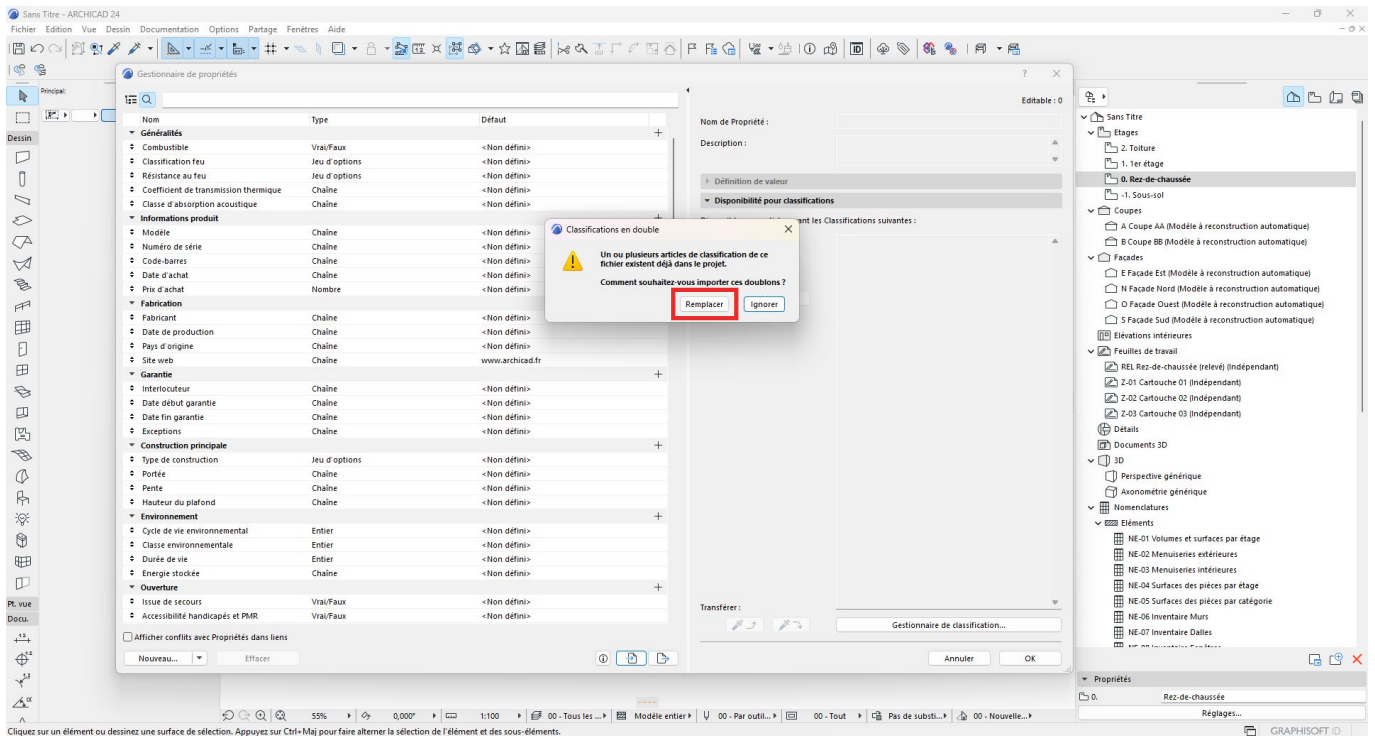 Sans Titre - ARCHICAD 24
Fichier Edition Vue Dessin Documentation Options Partage Fenêtres Aide
Gestionnaire de propriétés
Principal:
Dessin
Pt. vue
Docu.
Nom Type Défaut
Généralités
Combustible Vrai/Faux <Non défini>
Classification feu Jeu d'options <Non défini>
Résistance au feu Jeu d'options <Non défini>
Coefficient de transmission thermique Chaîne <Non défini>
Classe d'absorption acoustique Chaîne <Non défini>
Informations produit
Modèle Chaîne <Non défini>
Numéro de série Chaîne <Non défini>
Code-barres Chaîne <Non défini>
Date d'achat Chaîne <Non défini>
Prix d'achat Nombre <Non défini>
Fabrication
Fabricant Chaîne <Non défini>
Date de production Chaîne <Non défini>
Pays d'origine Chaîne <Non défini>
Site web Chaîne www.archicad.fr
Garantie
Interlocuteur Chaîne <Non défini>
Date début garantie Chaîne <Non défini>
Date fin garantie Chaîne <Non défini>
Exceptions Chaîne <Non défini>
Construction principale
Type de construction Jeu d'options <Non défini>
Portée Chaîne <Non défini>
Pente Chaîne <Non défini>
Hauteur du plafond Chaîne <Non défini>
Environnement
Cycle de vie environnemental Entier <Non défini>
Classe environnementale Entier <Non défini>
Durée de vie Entier <Non défini>
Energie stockée Chaîne <Non défini>
Ouverture
Issue de secours Vrai/Faux <Non défini>
Accessibilité handicapés et PMR Vrai/Faux <Non défini>
Afficher conflits avec Propriétés dans liens
Nouveau... Effacer
Editable : 0
Nom de Propriété :
Description :
Définition de valeur
Disponibilité pour classifications
ant les Classifications suivantes :
Transférer :
Gestionnaire de classification...
Annuler OK
Classifications en double
Un ou plusieurs articles de classification de ce
fichier existent déjà dans le projet.
Comment souhaitez-vous importer ces doublons ?
Remplacer Ignorer
Sans Titre
Etages
2. Toiture
1. 1er étage
0. Rez-de-chaussée
-1. Sous-sol
Coupes
A Coupe AA (Modèle à reconstruction automatique)
B Coupe BB (Modèle à reconstruction automatique)
Façades
E Façade Est (Modèle à reconstruction automatique)
N Façade Nord (Modèle à reconstruction automatique)
O Façade Ouest (Modèle à reconstruction automatique)
S Façade Sud (Modèle à reconstruction automatique)
Elévations intérieures
Feuilles de travail
REL Rez-de-chaussée (relevé) (Indépendant)
Z-01 Cartouche 01 (Indépendant)
Z-02 Cartouche 02 (Indépendant)
Z-03 Cartouche 03 (Indépendant)
Détails
Documents 3D
3D
Perspective générique
Axonométrie générique
Nomenclatures
Eléments
NE-01 Volumes et surfaces par étage
NE-02 Menuiseries extérieures
NE-03 Menuiseries intérieures
NE-04 Surfaces des pièces par étage
NE-05 Surfaces des pièces par catégorie
NE-06 Inventaire Murs
NE-07 Inventaire Dalles
Propriétés
0. Rez-de-chaussée
Réglages...
55% 0,000° 1:100 00 - Tous les ... Modèle entier 00 - Par outil... 00 - Tout Pas de substi... 00 - Nouvelle...
Cliquez sur un élément ou dessinez une surface de sélection. Appuyez sur Ctrl+Maj pour faire alterner la sélection de l'élément et des sous-éléments.
GRAPHISOFT ID